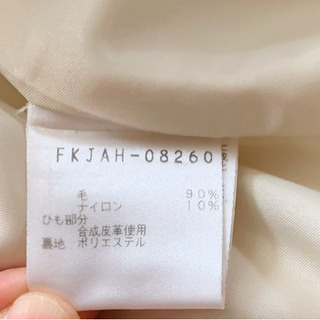 FKJAH-08260
毛 90%
ナイロン 10%
ひも部分
合成皮革使用
裏地 ポリエステル